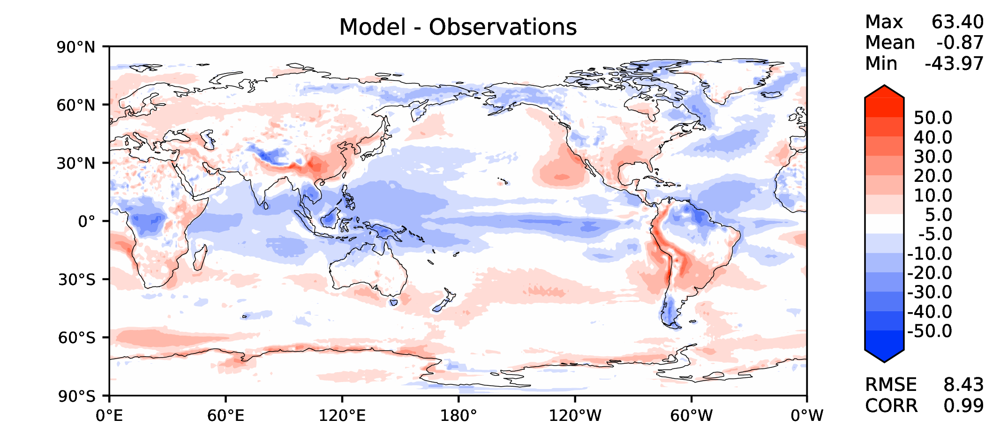 Model - Observations
Max 63.40
Mean -0.87
Min -43.97
90°N
60°N
30°N
0°
30°S
60°S
90°S
0°E 60°E 120°E 180° 120°W 60°W 0°W
50.0
40.0
30.0
20.0
10.0
5.0
-5.0
-10.0
-20.0
-30.0
-40.0
-50.0
RMSE 8.43
CORR 0.99